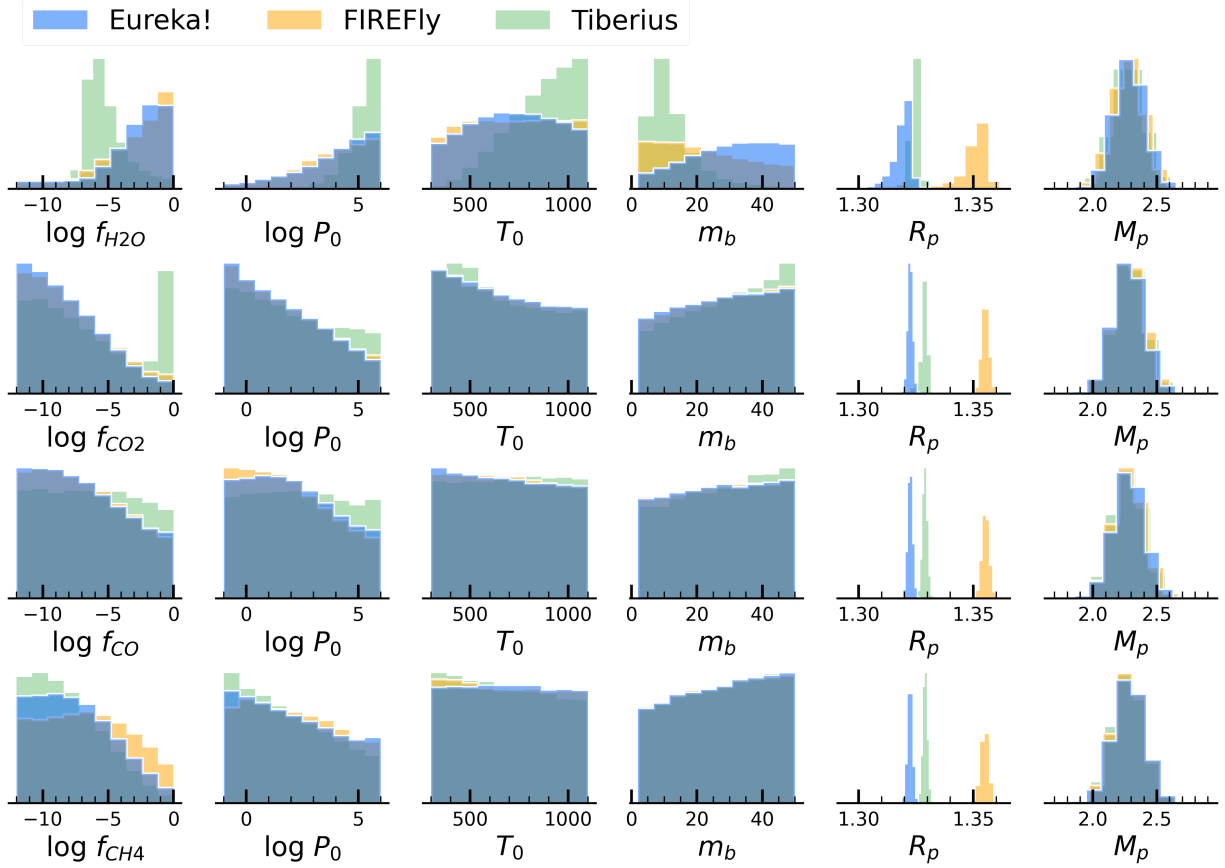 Eureka! FIREFly Tiberius
−10 −5 0 0 5 500 1000 0 20 40 1.30 1.35 2.0 2.5
log f_H2O log P_0 T_0 m_b R_p M_p
−10 −5 0 0 5 500 1000 0 20 40 1.30 1.35 2.0 2.5
log f_CO2 log P_0 T_0 m_b R_p M_p
−10 −5 0 0 5 500 1000 0 20 40 1.30 1.35 2.0 2.5
log f_CO log P_0 T_0 m_b R_p M_p
−10 −5 0 0 5 500 1000 0 20 40 1.30 1.35 2.0 2.5
log f_CH4 log P_0 T_0 m_b R_p M_p